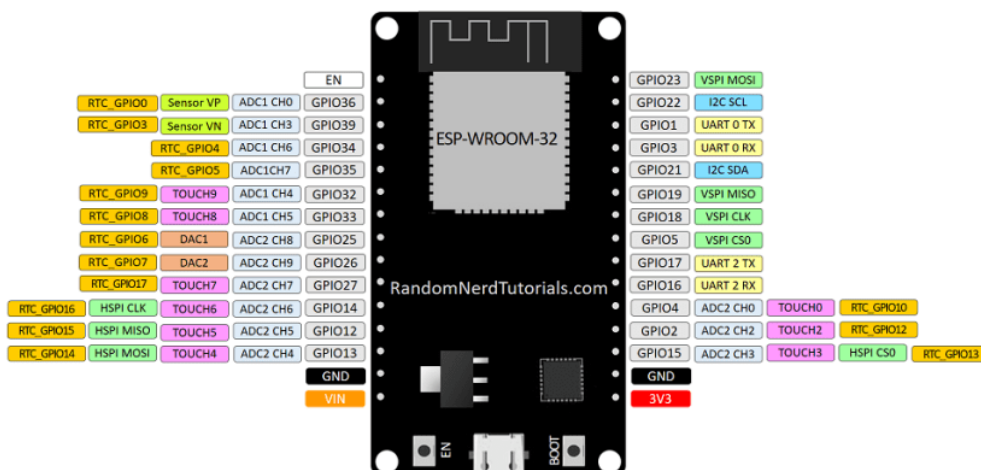 EN GPIO23 VSPI MOSI
RTC_GPIO0 Sensor VP ADC1 CH0 GPIO36 GPIO22 I2C SCL
RTC_GPIO3 Sensor VN ADC1 CH3 GPIO39 GPIO1 UART 0 TX
RTC_GPIO4 ADC1 CH6 GPIO34 ESP-WROOM-32 GPIO3 UART 0 RX
RTC_GPIO5 ADC1CH7 GPIO35 GPIO21 I2C SDA
RTC_GPIO9 TOUCH9 ADC1 CH4 GPIO32 GPIO19 VSPI MISO
RTC_GPIO8 TOUCH8 ADC1 CH5 GPIO33 GPIO18 VSPI CLK
RTC_GPIO6 DAC1 ADC2 CH8 GPIO25 GPIO5 VSPI CS0
RTC_GPIO7 DAC2 ADC2 CH9 GPIO26 GPIO17 UART 2 TX
RTC_GPIO17 TOUCH7 ADC2 CH7 GPIO27 RandomNerdTutorials.com GPIO16 UART 2 RX
RTC_GPIO16 HSPI CLK TOUCH6 ADC2 CH6 GPIO14 GPIO4 ADC2 CH0 TOUCH0 RTC_GPIO10
RTC_GPIO15 HSPI MISO TOUCH5 ADC2 CH5 GPIO12 GPIO2 ADC2 CH2 TOUCH2 RTC_GPIO12
RTC_GPIO14 HSPI MOSI TOUCH4 ADC2 CH4 GPIO13 GPIO15 ADC2 CH3 TOUCH3 HSPI CS0 RTC_GPIO13
GND GND
VIN 3V3
EN BOOT